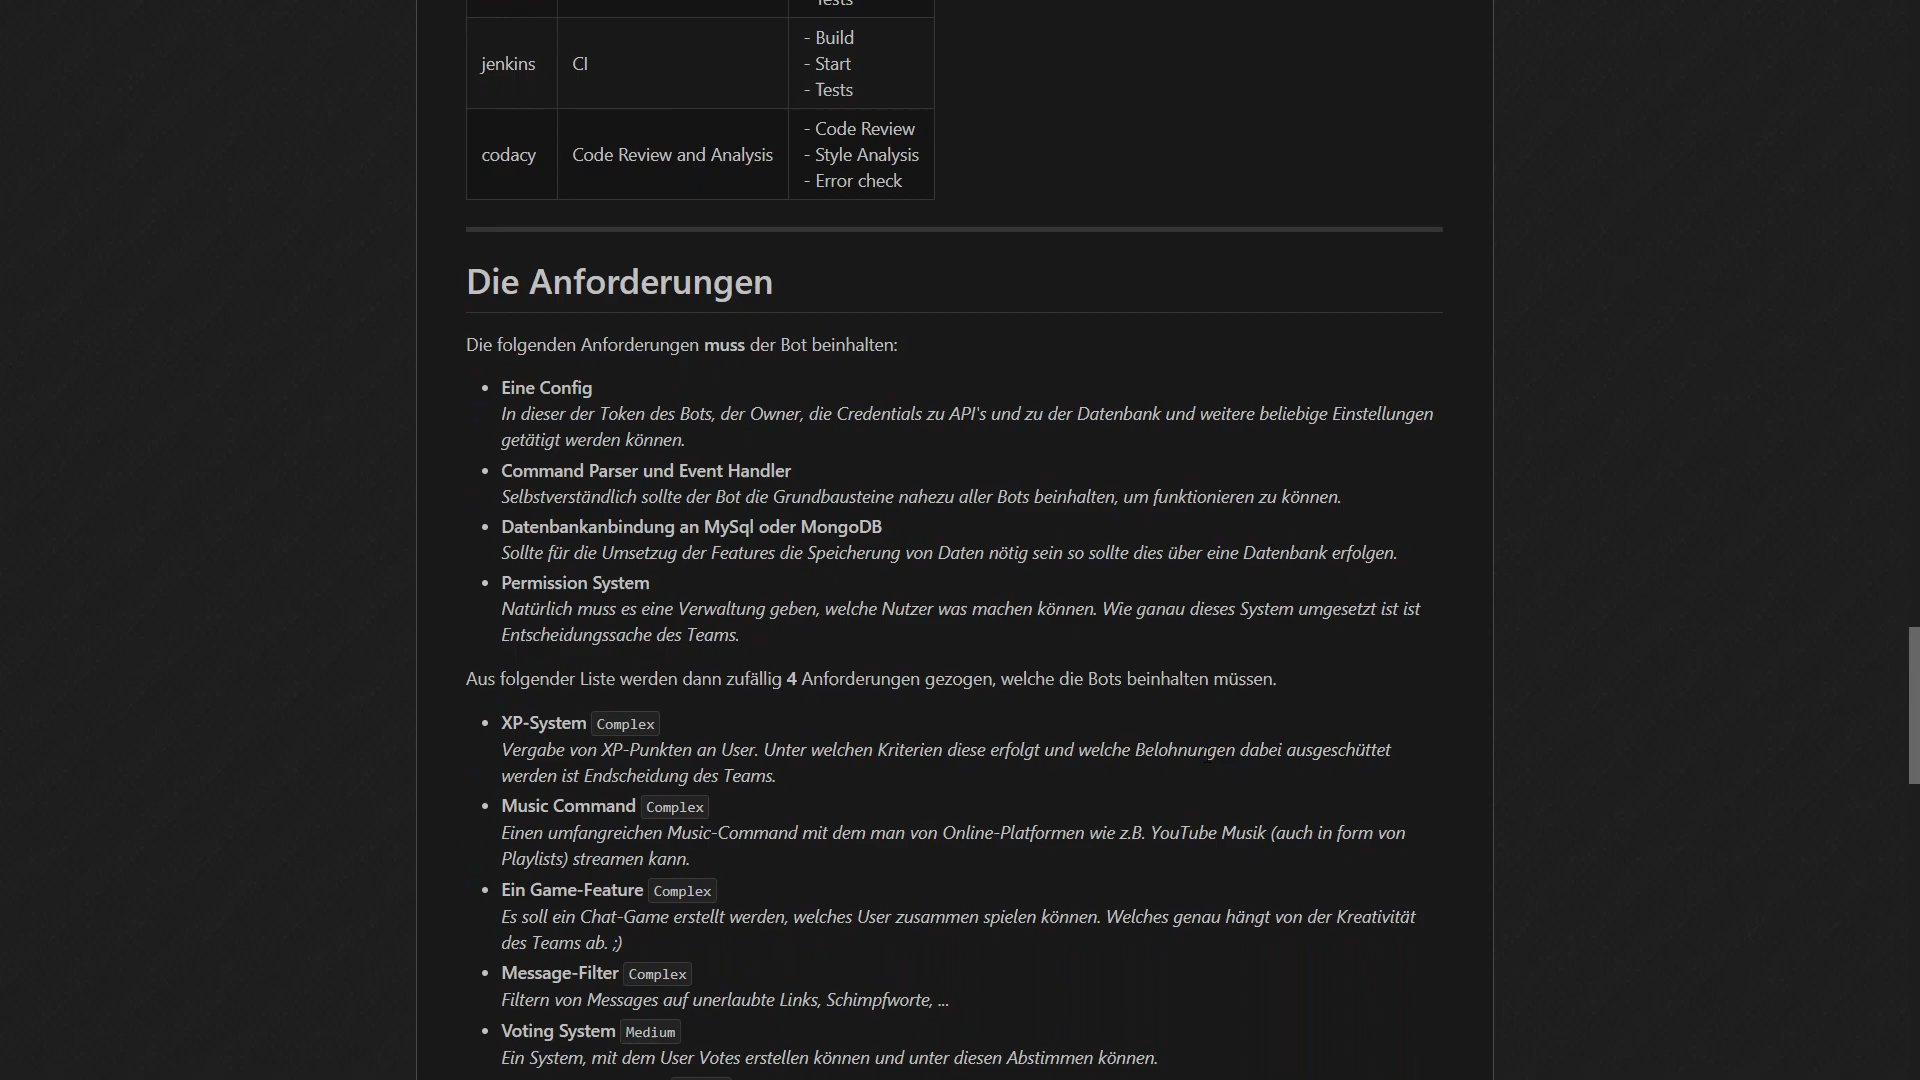 Tests
jenkins
CI
- Build
- Start
- Tests
codacy
Code Review and Analysis
- Code Review
- Style Analysis
- Error check
Die Anforderungen
Die folgenden Anforderungen muss der Bot beinhalten:
• Eine Config
In dieser der Token des Bots, der Owner, die Credentials zu API's und zu der Datenbank und weitere beliebige Einstellungen
getätigt werden können.
• Command Parser und Event Handler
Selbstverständlich sollte der Bot die Grundbausteine nahezu aller Bots beinhalten, um funktionieren zu können.
• Datenbankanbindung an MySql oder MongoDB
Sollte für die Umsetzug der Features die Speicherung von Daten nötig sein so sollte dies über eine Datenbank erfolgen.
• Permission System
Natürlich muss es eine Verwaltung geben, welche Nutzer was machen können. Wie ganau dieses System umgesetzt ist ist
Entscheidungssache des Teams.
Aus folgender Liste werden dann zufällig 4 Anforderungen gezogen, welche die Bots beinhalten müssen.
• XP-System Complex
Vergabe von XP-Punkten an User. Unter welchen Kriterien diese erfolgt und welche Belohnungen dabei ausgeschüttet
werden ist Endscheidung des Teams.
• Music Command Complex
Einen umfangreichen Music-Command mit dem man von Online-Platformen wie z.B. YouTube Musik (auch in form von
Playlists) streamen kann.
• Ein Game-Feature Complex
Es soll ein Chat-Game erstellt werden, welches User zusammen spielen können. Welches genau hängt von der Kreativität
des Teams ab. ;)
• Message-Filter Complex
Filtern von Messages auf unerlaubte Links, Schimpfworte, ...
• Voting System Medium
Ein System, mit dem User Votes erstellen können und unter diesen Abstimmen können.